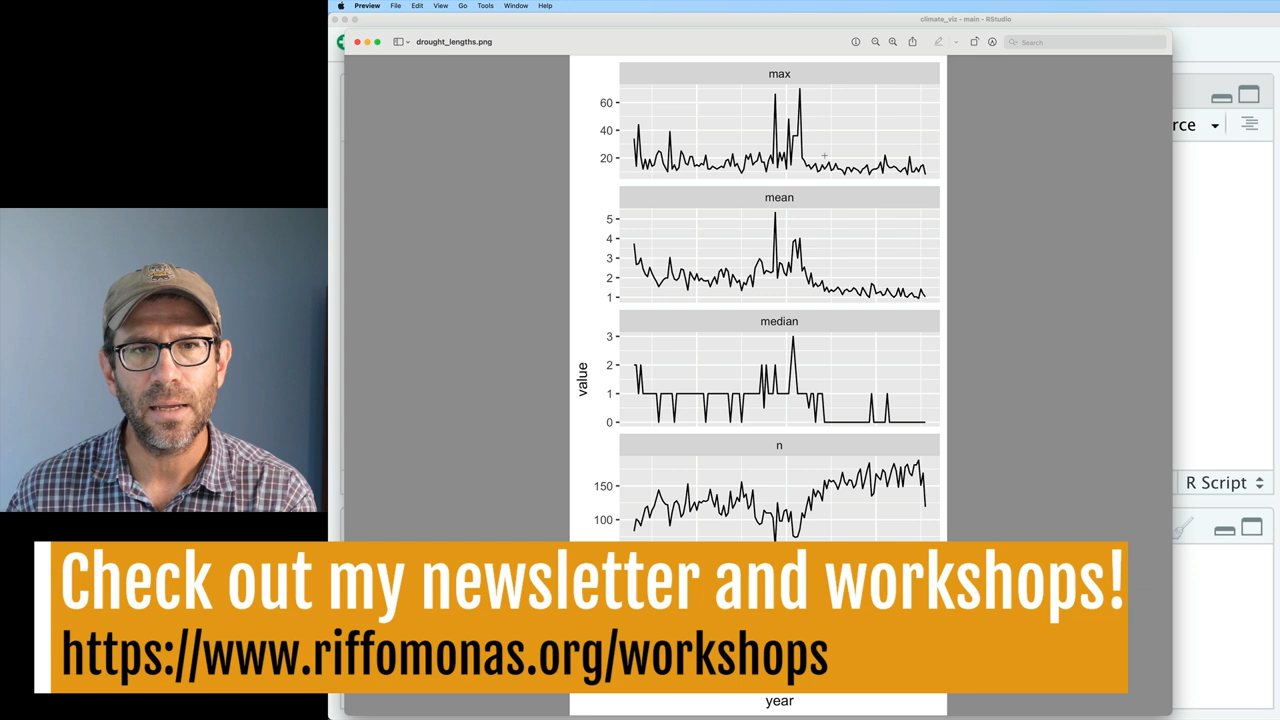 Preview File Edit View Go Tools Window Help
climate_viz - main - RStudio
drought_lengths.png
Search
max
60
40
20
mean
5
4
3
2
1
median
3
2
1
0
value
n
150
100
year
rce
R Script
Check out my newsletter and workshops!
https://www.riffomonas.org/workshops